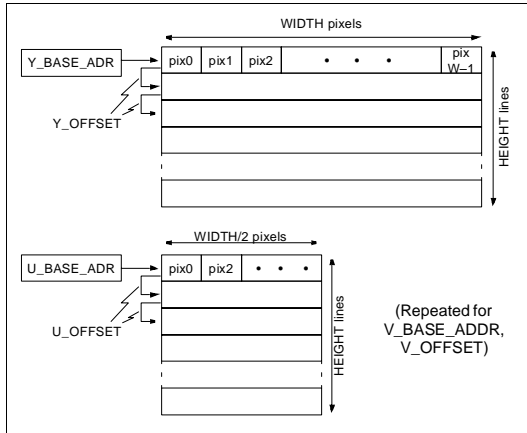 WIDTH pixels
Y_BASE_ADR
pix0 pix1 pix2 • • • pix
W–1
Y_OFFSET
HEIGHT lines
WIDTH/2 pixels
U_BASE_ADR
pix0 pix2 • • •
U_OFFSET
HEIGHT lines
(Repeated for
V_BASE_ADDR,
V_OFFSET)